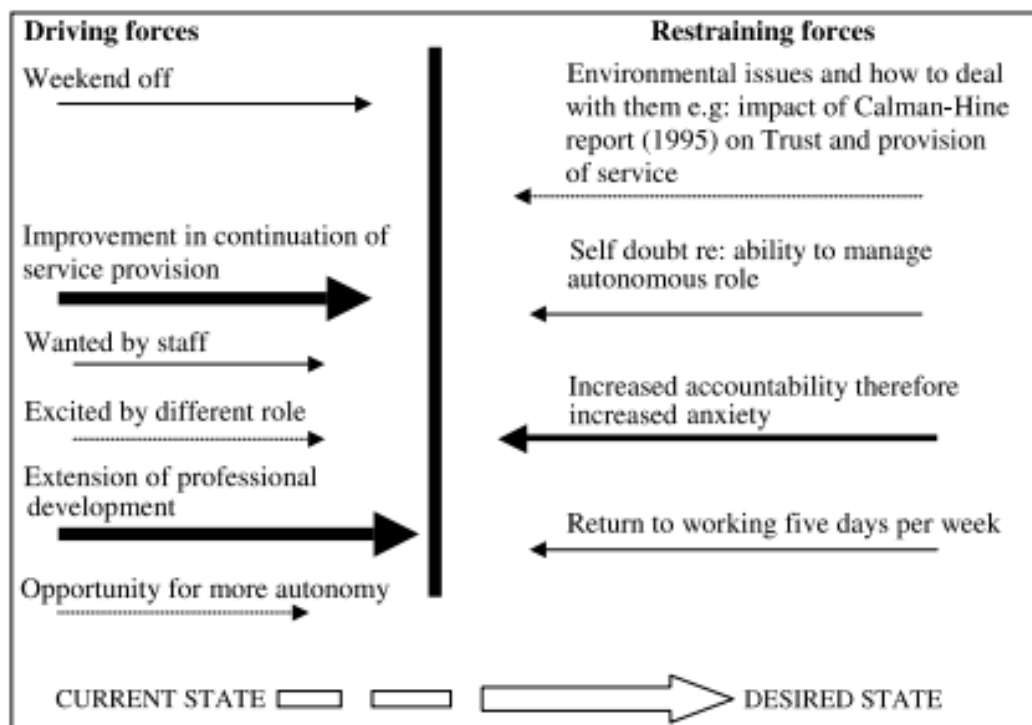 Driving forces
Weekend off
Improvement in continuation of
service provision
Wanted by staff
Excited by different role
Extension of professional
development
Opportunity for more autonomy
Restraining forces
Environmental issues and how to deal
with them e.g: impact of Calman-Hine
report (1995) on Trust and provision
of service
Self doubt re: ability to manage
autonomous role
Increased accountability therefore
increased anxiety
Return to working five days per week
CURRENT STATE
DESIRED STATE